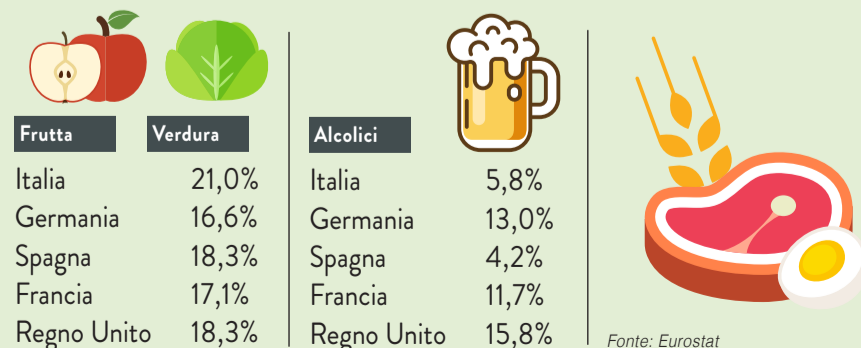 Frutta Verdura
Italia 21,0%
Germania 16,6%
Spagna 18,3%
Francia 17,1%
Regno Unito 18,3%
Alcolici
Italia 5,8%
Germania 13,0%
Spagna 4,2%
Francia 11,7%
Regno Unito 15,8%
Fonte: Eurostat